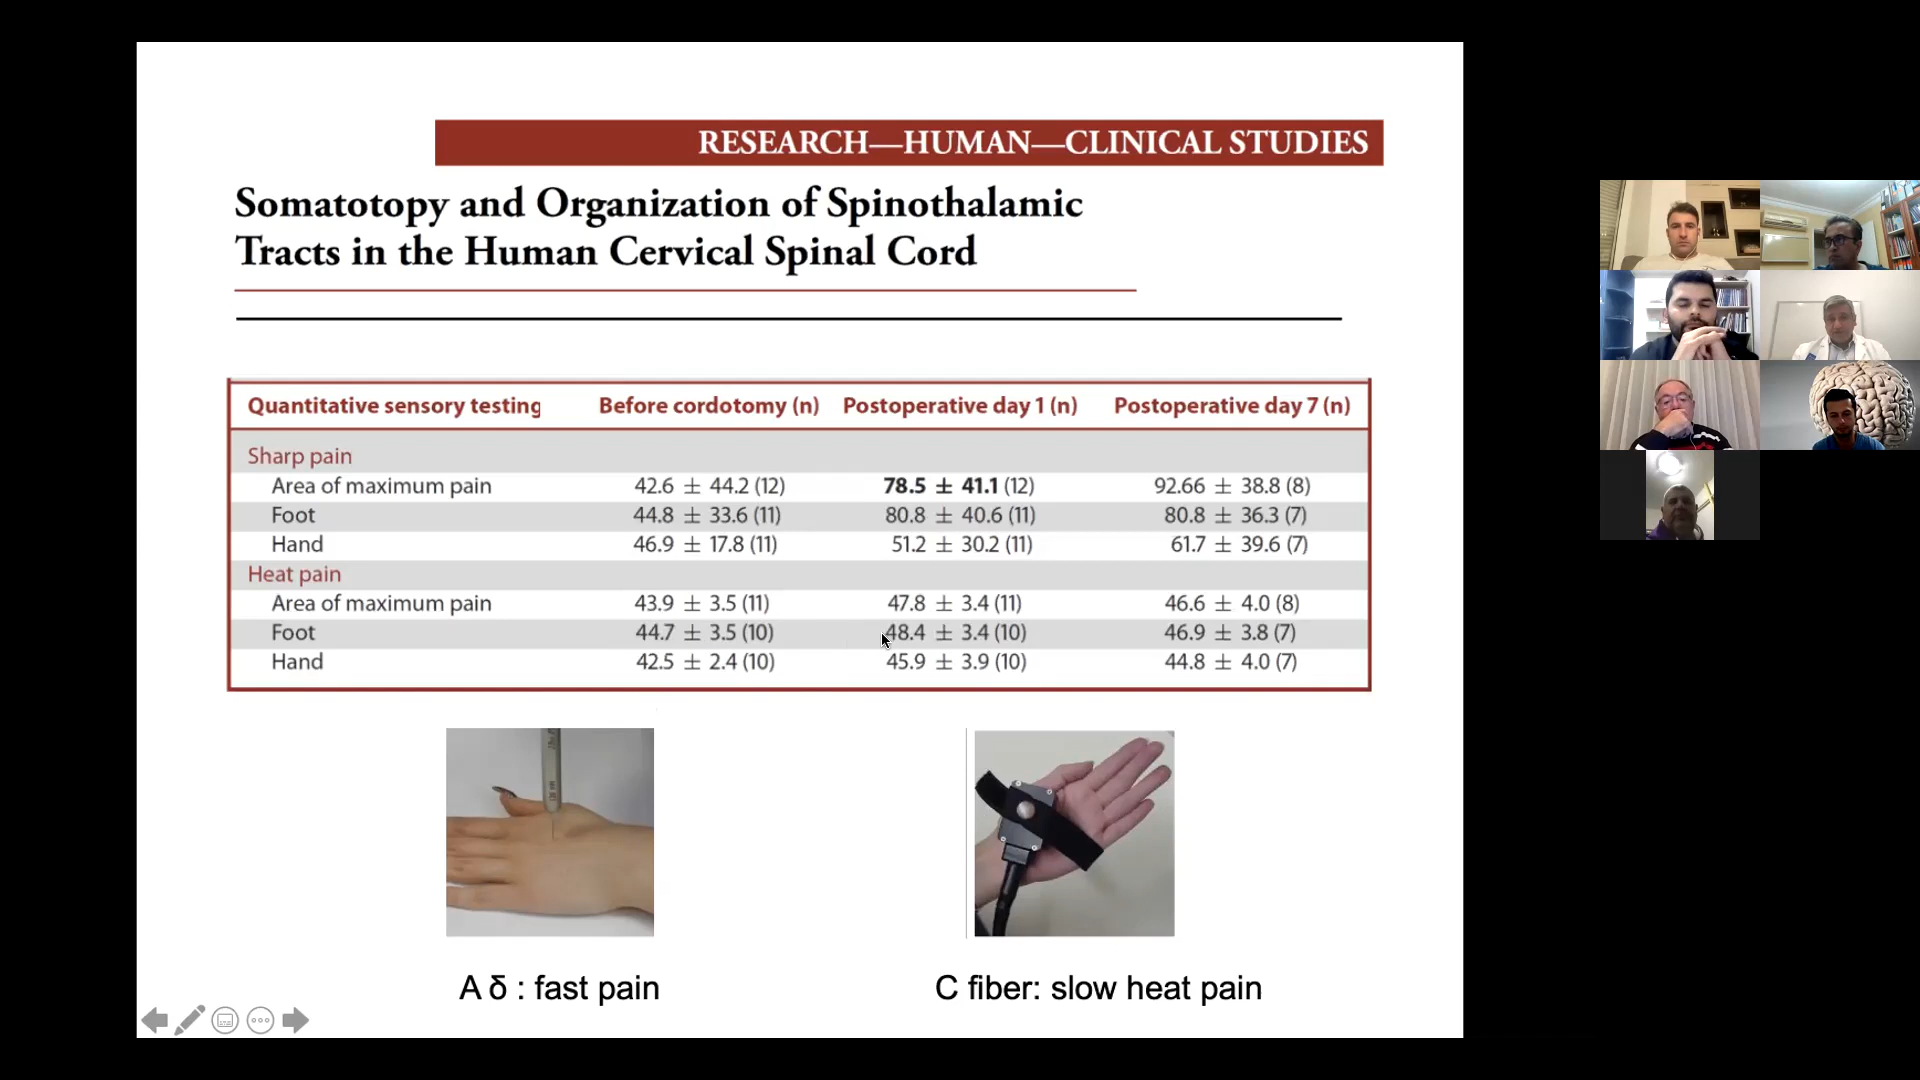 RESEARCH—HUMAN—CLINICAL STUDIES
Somatotopy and Organization of Spinothalamic
Tracts in the Human Cervical Spinal Cord
Quantitative sensory testing Before cordotomy (n) Postoperative day 1 (n) Postoperative day 7 (n)
Sharp pain
Area of maximum pain 42.6 ± 44.2 (12) 78.5 ± 41.1 (12) 92.66 ± 38.8 (8)
Foot 44.8 ± 33.6 (11) 80.8 ± 40.6 (11) 80.8 ± 36.3 (7)
Hand 46.9 ± 17.8 (11) 51.2 ± 30.2 (11) 61.7 ± 39.6 (7)
Heat pain
Area of maximum pain 43.9 ± 3.5 (11) 47.8 ± 3.4 (11) 46.6 ± 4.0 (8)
Foot 44.7 ± 3.5 (10) 48.4 ± 3.4 (10) 46.9 ± 3.8 (7)
Hand 42.5 ± 2.4 (10) 45.9 ± 3.9 (10) 44.8 ± 4.0 (7)
A δ : fast pain
C fiber: slow heat pain